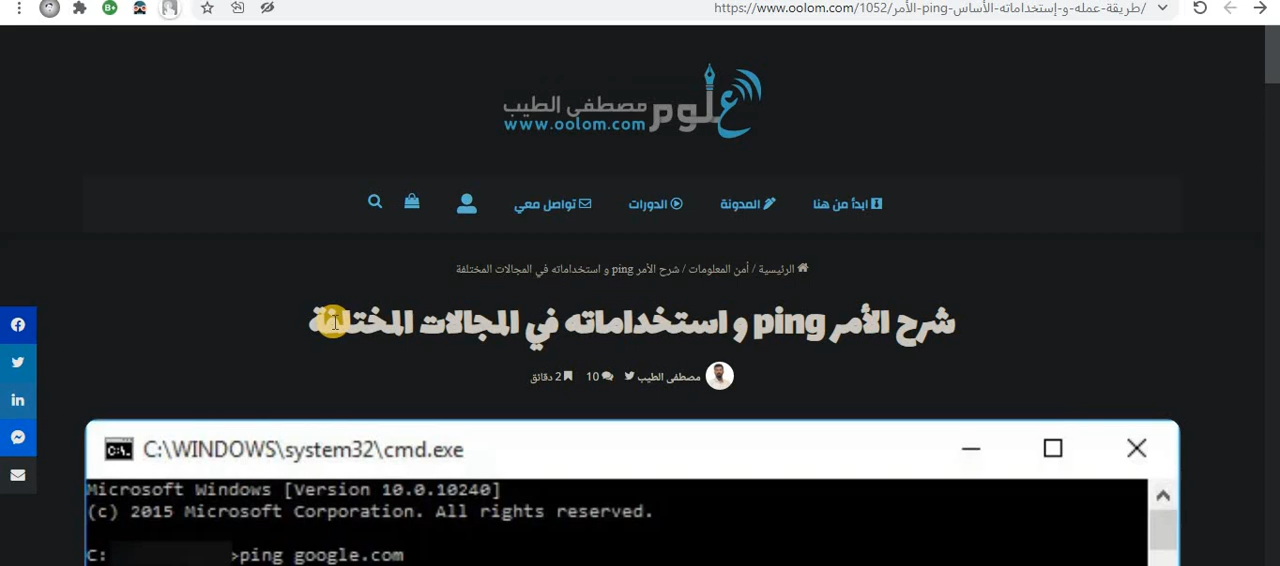 https://www.oolom.com/1052/طريقة-عمله-و-إستخداماته-الأساس-ping-الأمر/
علوم مصطفى الطيب
www.oolom.com
ابدأ من هنا
المدونة
الدورات
تواصل معي
الرئيسية / أمن المعلومات / شرح الأمر ping و استخداماته في المجالات المختلفة
شرح الأمر ping و استخداماته في المجالات المختلفة
مصطفى الطيب 10 2 دقائق
C:\WINDOWS\system32\cmd.exe
Microsoft Windows [Version 10.0.10240]
(c) 2015 Microsoft Corporation. All rights reserved.
C: >ping google.com